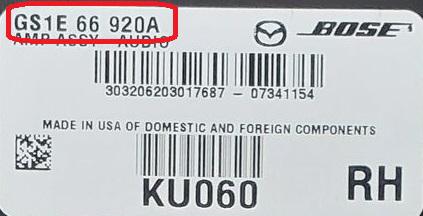 GS1E 66 920A
BOSE
AMP ASSY - AUDIO
303206203017687 - 07341154
MADE IN USA OF DOMESTIC AND FOREIGN COMPONENTS
KU060
RH